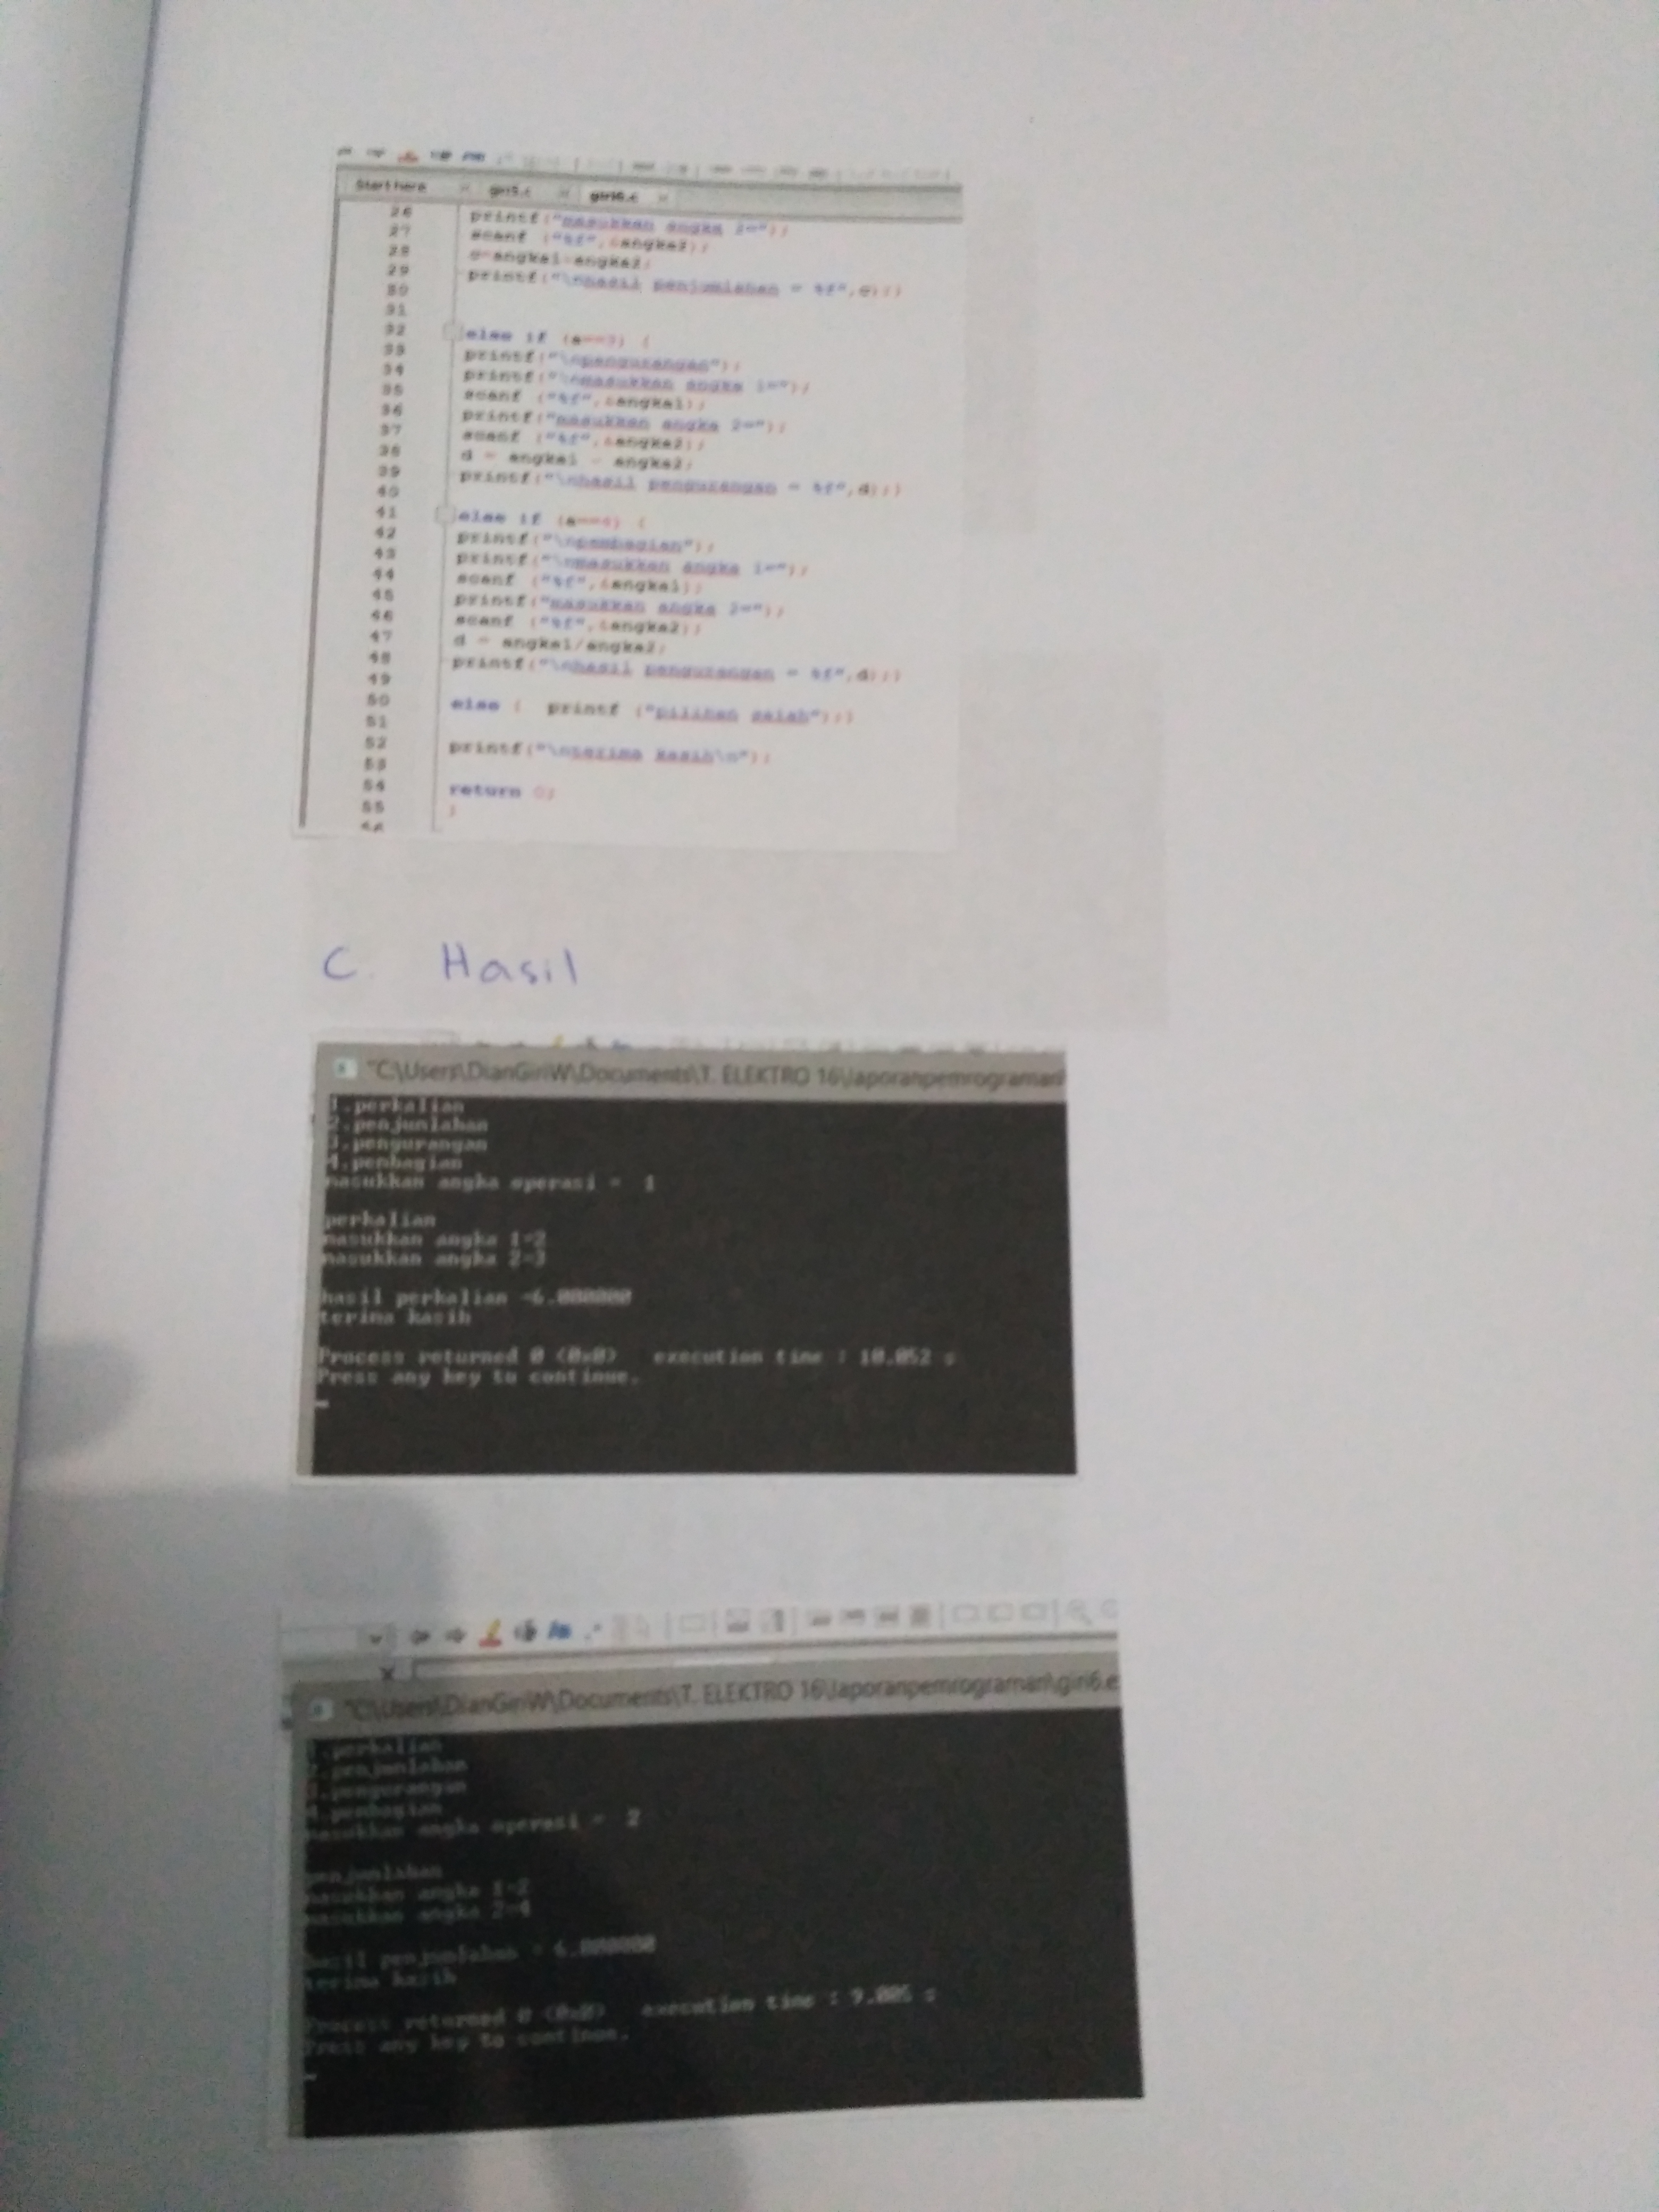 Start here giri5.c giri6.c
26 printf("masukkan angka 2=");
27 scanf ("%f",&angka2);
28 angka1 angka2;
29 printf("\nhasil penjumlahan = %f",c);}
30
31
32 else if (a==3) {
33 printf("\npengurangan");
34 printf("\nmasukkan angka 1=");
35 scanf ("%f",&angka1);
36 printf("masukkan angka 2=");
37 scanf ("%f",&angka2);
38 d = angka1 - angka2;
39 printf("\nhasil pengurangan = %f",d);}
40
41 else if (a==4) {
42 printf("\npembagian");
43 printf("\nmasukkan angka 1=");
44 scanf ("%f",&angka1);
45 printf("masukkan angka 2=");
46 scanf ("%f",&angka2);
47 d = angka1/angka2;
48 printf("\nhasil pengurangan = %f",d);}
49
50 else { printf ("pilihan salah");}
51
52 printf("\nterima kasih\n");
53
54 return 0;
55 }
C. Hasil
"C:\Users\DianGiriW\Documents\T. ELEKTRO 16\laporanpemrograman\
1.perkalian
2.penjumlahan
3.pengurangan
4.pembagian
masukkan angka operasi = 1
perkalian
masukkan angka 1=2
masukkan angka 2=3
hasil perkalian =6.000000
terima kasih
Process returned 0 (0x0) execution time : 10.052 s
Press any key to continue.
"C:\Users\DianGiriW\Documents\T. ELEKTRO 16\laporanpemrograman\giri6.e
1.perkalian
2.penjumlahan
3.pengurangan
4.pembagian
masukkan angka operasi = 2
penjumlahan
masukkan angka 1=2
masukkan angka 2=4
hasil penjumlahan = 6.000000
terima kasih
Process returned 0 (0x0) execution time : 9.005 s
Press any key to continue.